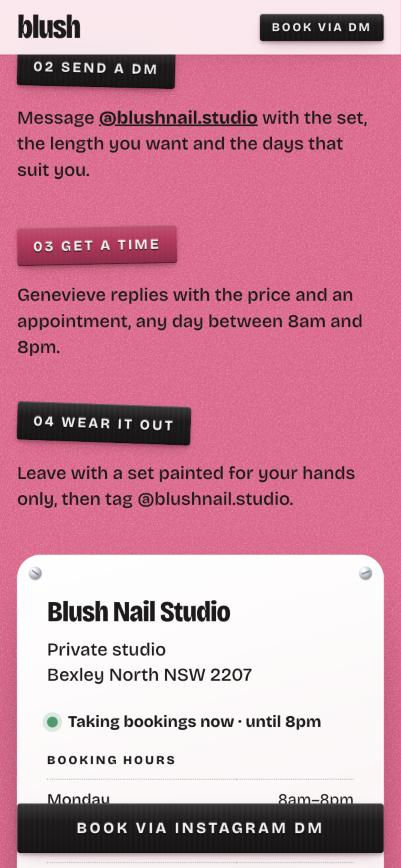 blush
BOOK VIA DM
02 SEND A DM
Message @blushnail.studio with the set,
the length you want and the days that
suit you.
03 GET A TIME
Genevieve replies with the price and an
appointment, any day between 8am and
8pm.
04 WEAR IT OUT
Leave with a set painted for your hands
only, then tag @blushnail.studio.
Blush Nail Studio
Private studio
Bexley North NSW 2207
Taking bookings now · until 8pm
BOOKING HOURS
Monday 8am–8pm
BOOK VIA INSTAGRAM DM